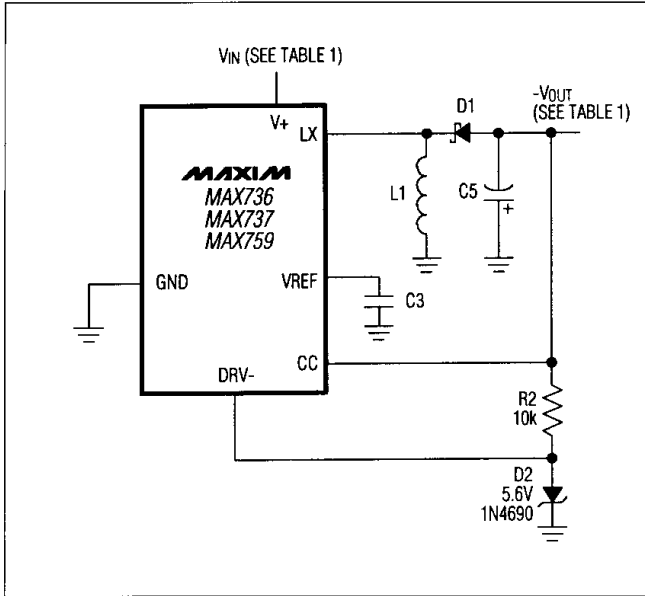 VIN (SEE TABLE 1)
V+
LX
D1
-VOUT
(SEE TABLE 1)
MAXIM
MAX736
MAX737
MAX759
L1
C5
+
GND
VREF
C3
CC
DRV-
R2
10k
D2
5.6V
1N4690